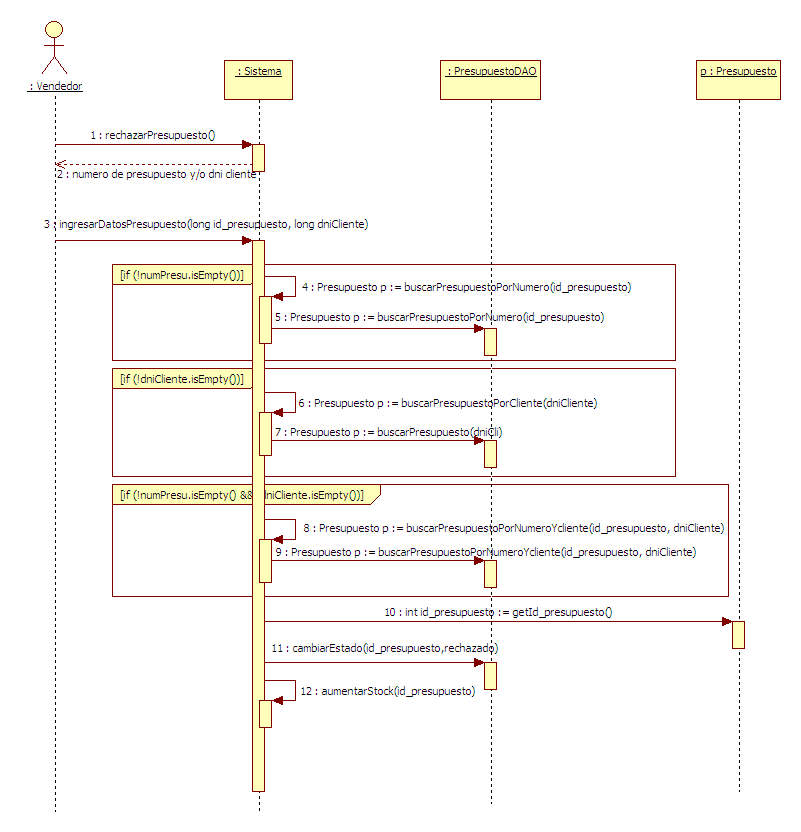 : Sistema
: PresupuestoDAO
p : Presupuesto
: Vendedor
1 : rechazarPresupuesto()
2 : numero de presupuesto y/o dni cliente
3 : ingresarDatosPresupuesto(long id_presupuesto, long dniCliente)
[if (!numPresu.isEmpty())]
4 : Presupuesto p := buscarPresupuestoPorNumero(id_presupuesto)
5 : Presupuesto p := buscarPresupuestoPorNumero(id_presupuesto)
[if (!dniCliente.isEmpty())]
6 : Presupuesto p := buscarPresupuestoPorCliente(dniCliente)
7 : Presupuesto p := buscarPresupuesto(dniCli)
[if (!numPresu.isEmpty() && dniCliente.isEmpty())]
8 : Presupuesto p := buscarPresupuestoPorNumeroYcliente(id_presupuesto, dniCliente)
9 : Presupuesto p := buscarPresupuestoPorNumeroYcliente(id_presupuesto, dniCliente)
10 : int id_presupuesto := getId_presupuesto()
11 : cambiarEstado(id_presupuesto,rechazado)
12 : aumentarStock(id_presupuesto)